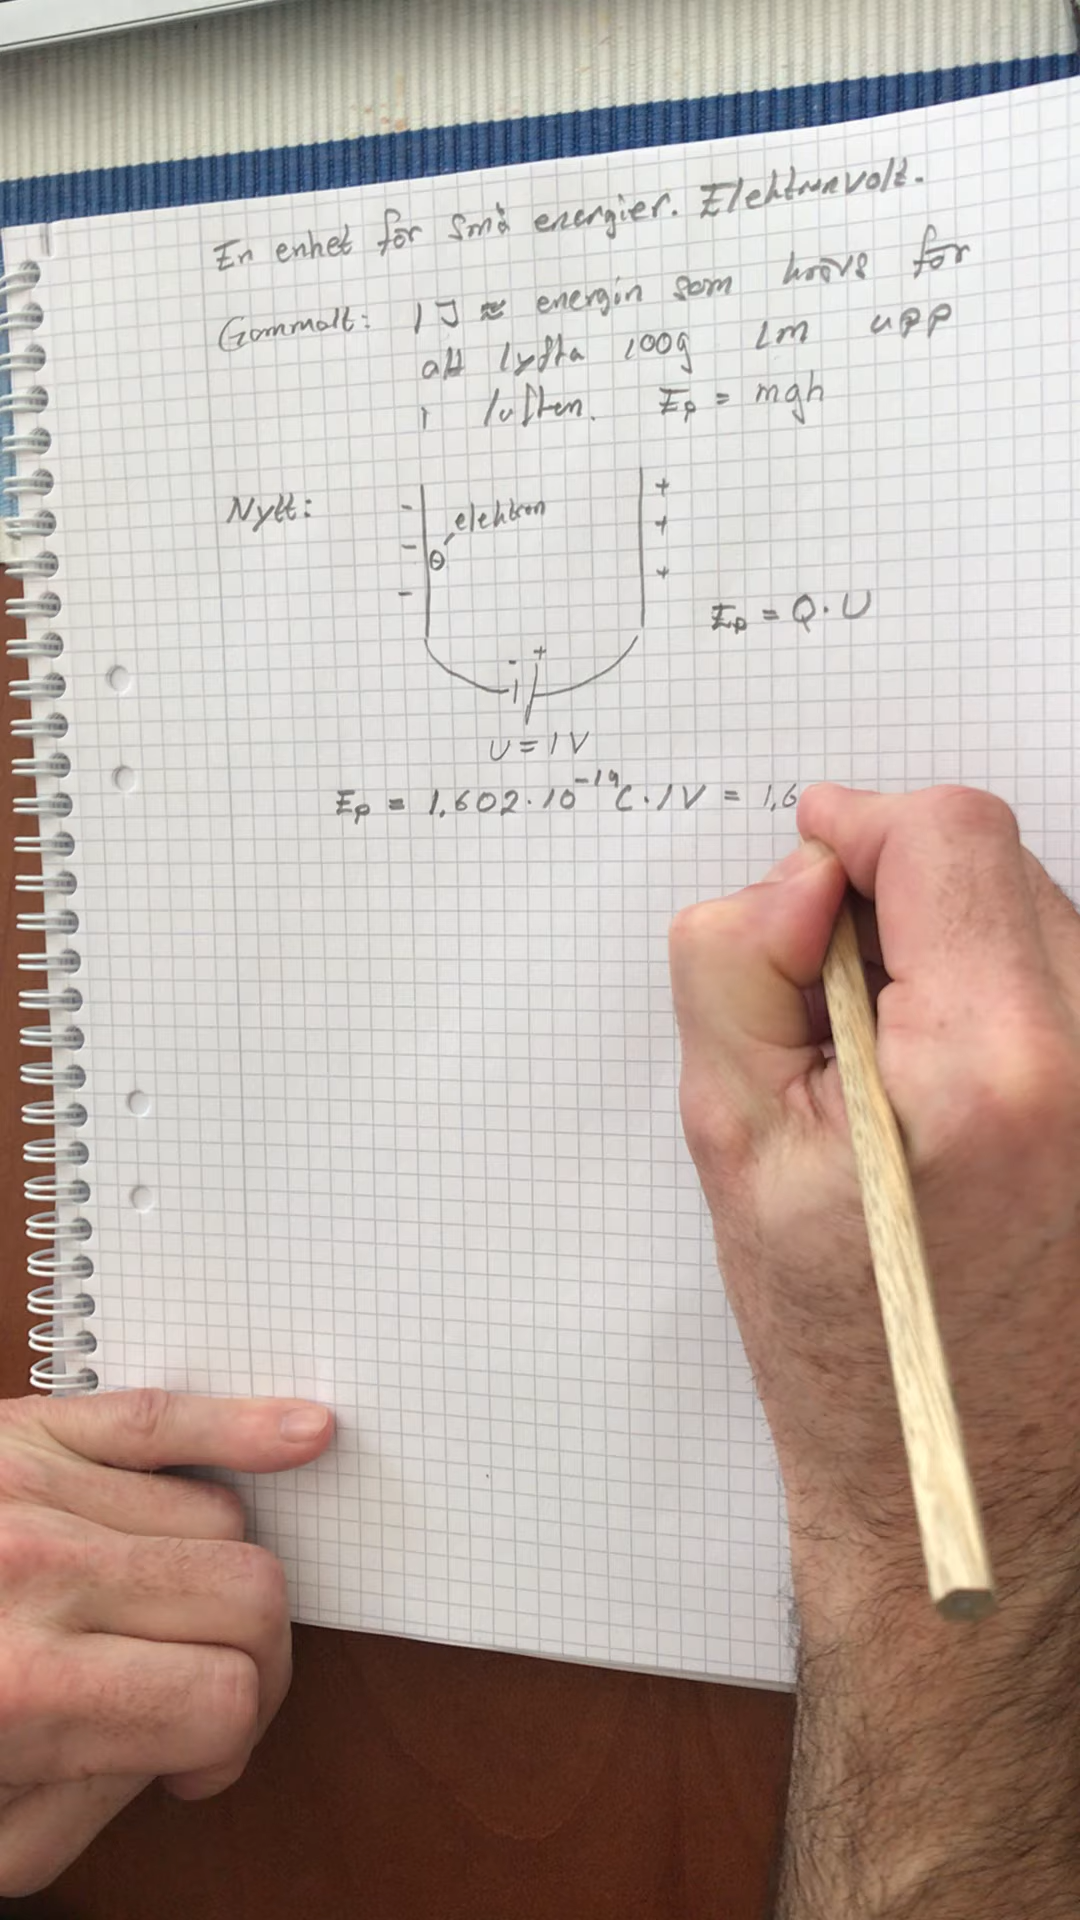 En enhet för små energier. Elektronvolt.
Gammalt: 1 J ≈ energin som krävs för
att lyfta 100g 1m upp
i luften. Ep = mgh
Nytt:
- + 
elektron
- +
⊖
- +
Ep = Q·U
- +
U = 1 V
Ep = 1,602·10⁻¹⁹ C·1V = 1,6